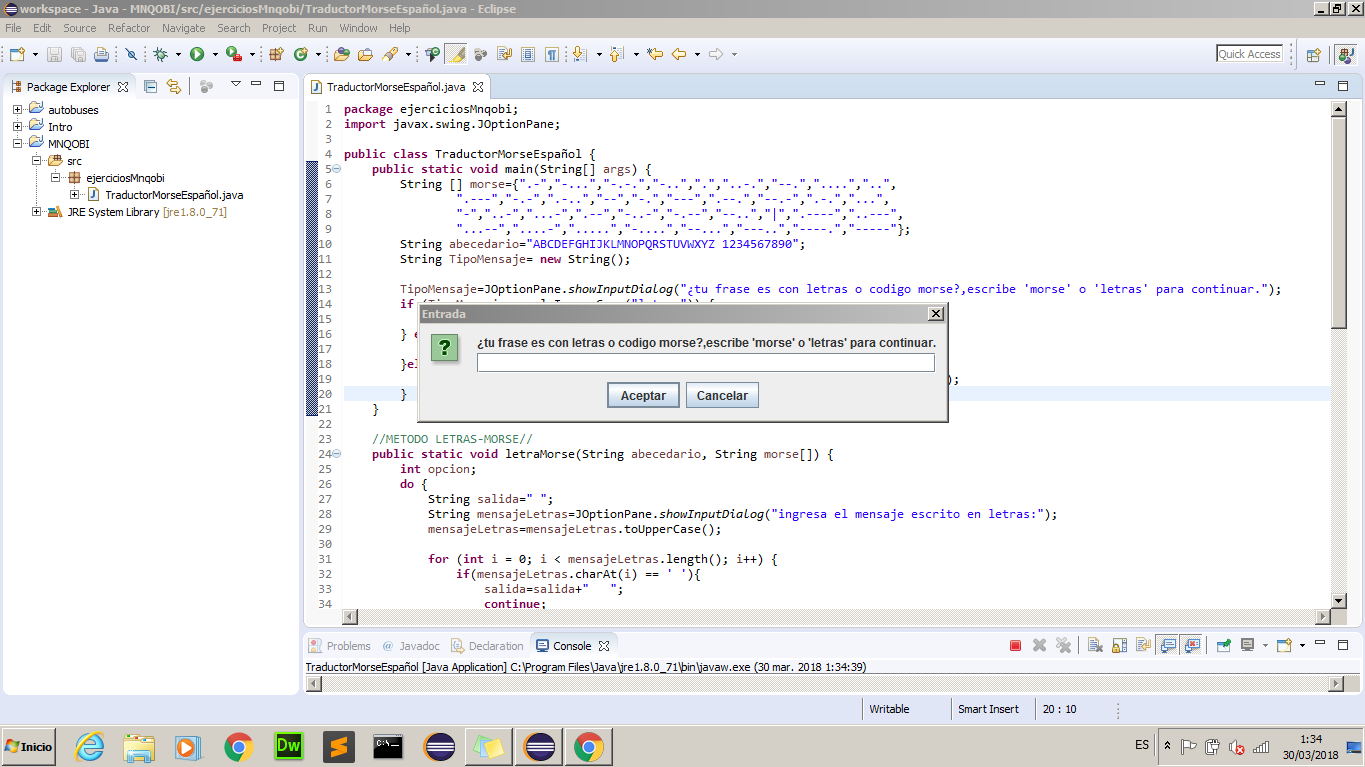 workspace - Java - MNQOBI/src/ejerciciosMnqobi/TraductorMorseEspañol.java - Eclipse
File Edit Source Refactor Navigate Search Project Run Window Help
Quick Access
Package Explorer
autobuses
Intro
MNQOBI
src
ejerciciosMnqobi
TraductorMorseEspañol.java
JRE System Library [jre1.8.0_71]
TraductorMorseEspañol.java
1 package ejerciciosMnqobi;
2 import javax.swing.JOptionPane;
3
4 public class TraductorMorseEspañol {
5 public static void main(String[] args) {
6 String [] morse={".-","-...","-.-.","-..",".","..-.","--.","....","..",
7 ".---","-.-",".-..","--","-.","---",".--.","--.-",".-.","...",
8 "-","..-","...-",".--","-..-","-.--","--..","|",".----","..---",
9 "...--","....-",".....","-....","--...","---..","----.","-----"};
10 String abecedario="ABCDEFGHIJKLMNOPQRSTUVWXYZ 1234567890";
11 String TipoMensaje= new String();
12
13 TipoMensaje=JOptionPane.showInputDialog("¿tu frase es con letras o codigo morse?,escribe 'morse' o 'letras' para continuar.");
14 if
15
16 } e
17
18 }el
19 );
20 }
21 }
22
23 //METODO LETRAS-MORSE//
24 public static void letraMorse(String abecedario, String morse[]) {
25 int opcion;
26 do {
27 String salida=" ";
28 String mensajeLetras=JOptionPane.showInputDialog("ingresa el mensaje escrito en letras:");
29 mensajeLetras=mensajeLetras.toUpperCase();
30
31 for (int i = 0; i < mensajeLetras.length(); i++) {
32 if(mensajeLetras.charAt(i) == ' '){
33 salida=salida+"   ";
34 continue;
Entrada
¿tu frase es con letras o codigo morse?,escribe 'morse' o 'letras' para continuar.
Aceptar Cancelar
Problems @ Javadoc Declaration Console
TraductorMorseEspañol [Java Application] C:\Program Files\Java\jre1.8.0_71\bin\javaw.exe (30 mar. 2018 1:34:39)
Writable Smart Insert 20 : 10
Inicio
Dw
C:\_
ES
1:34
30/03/2018